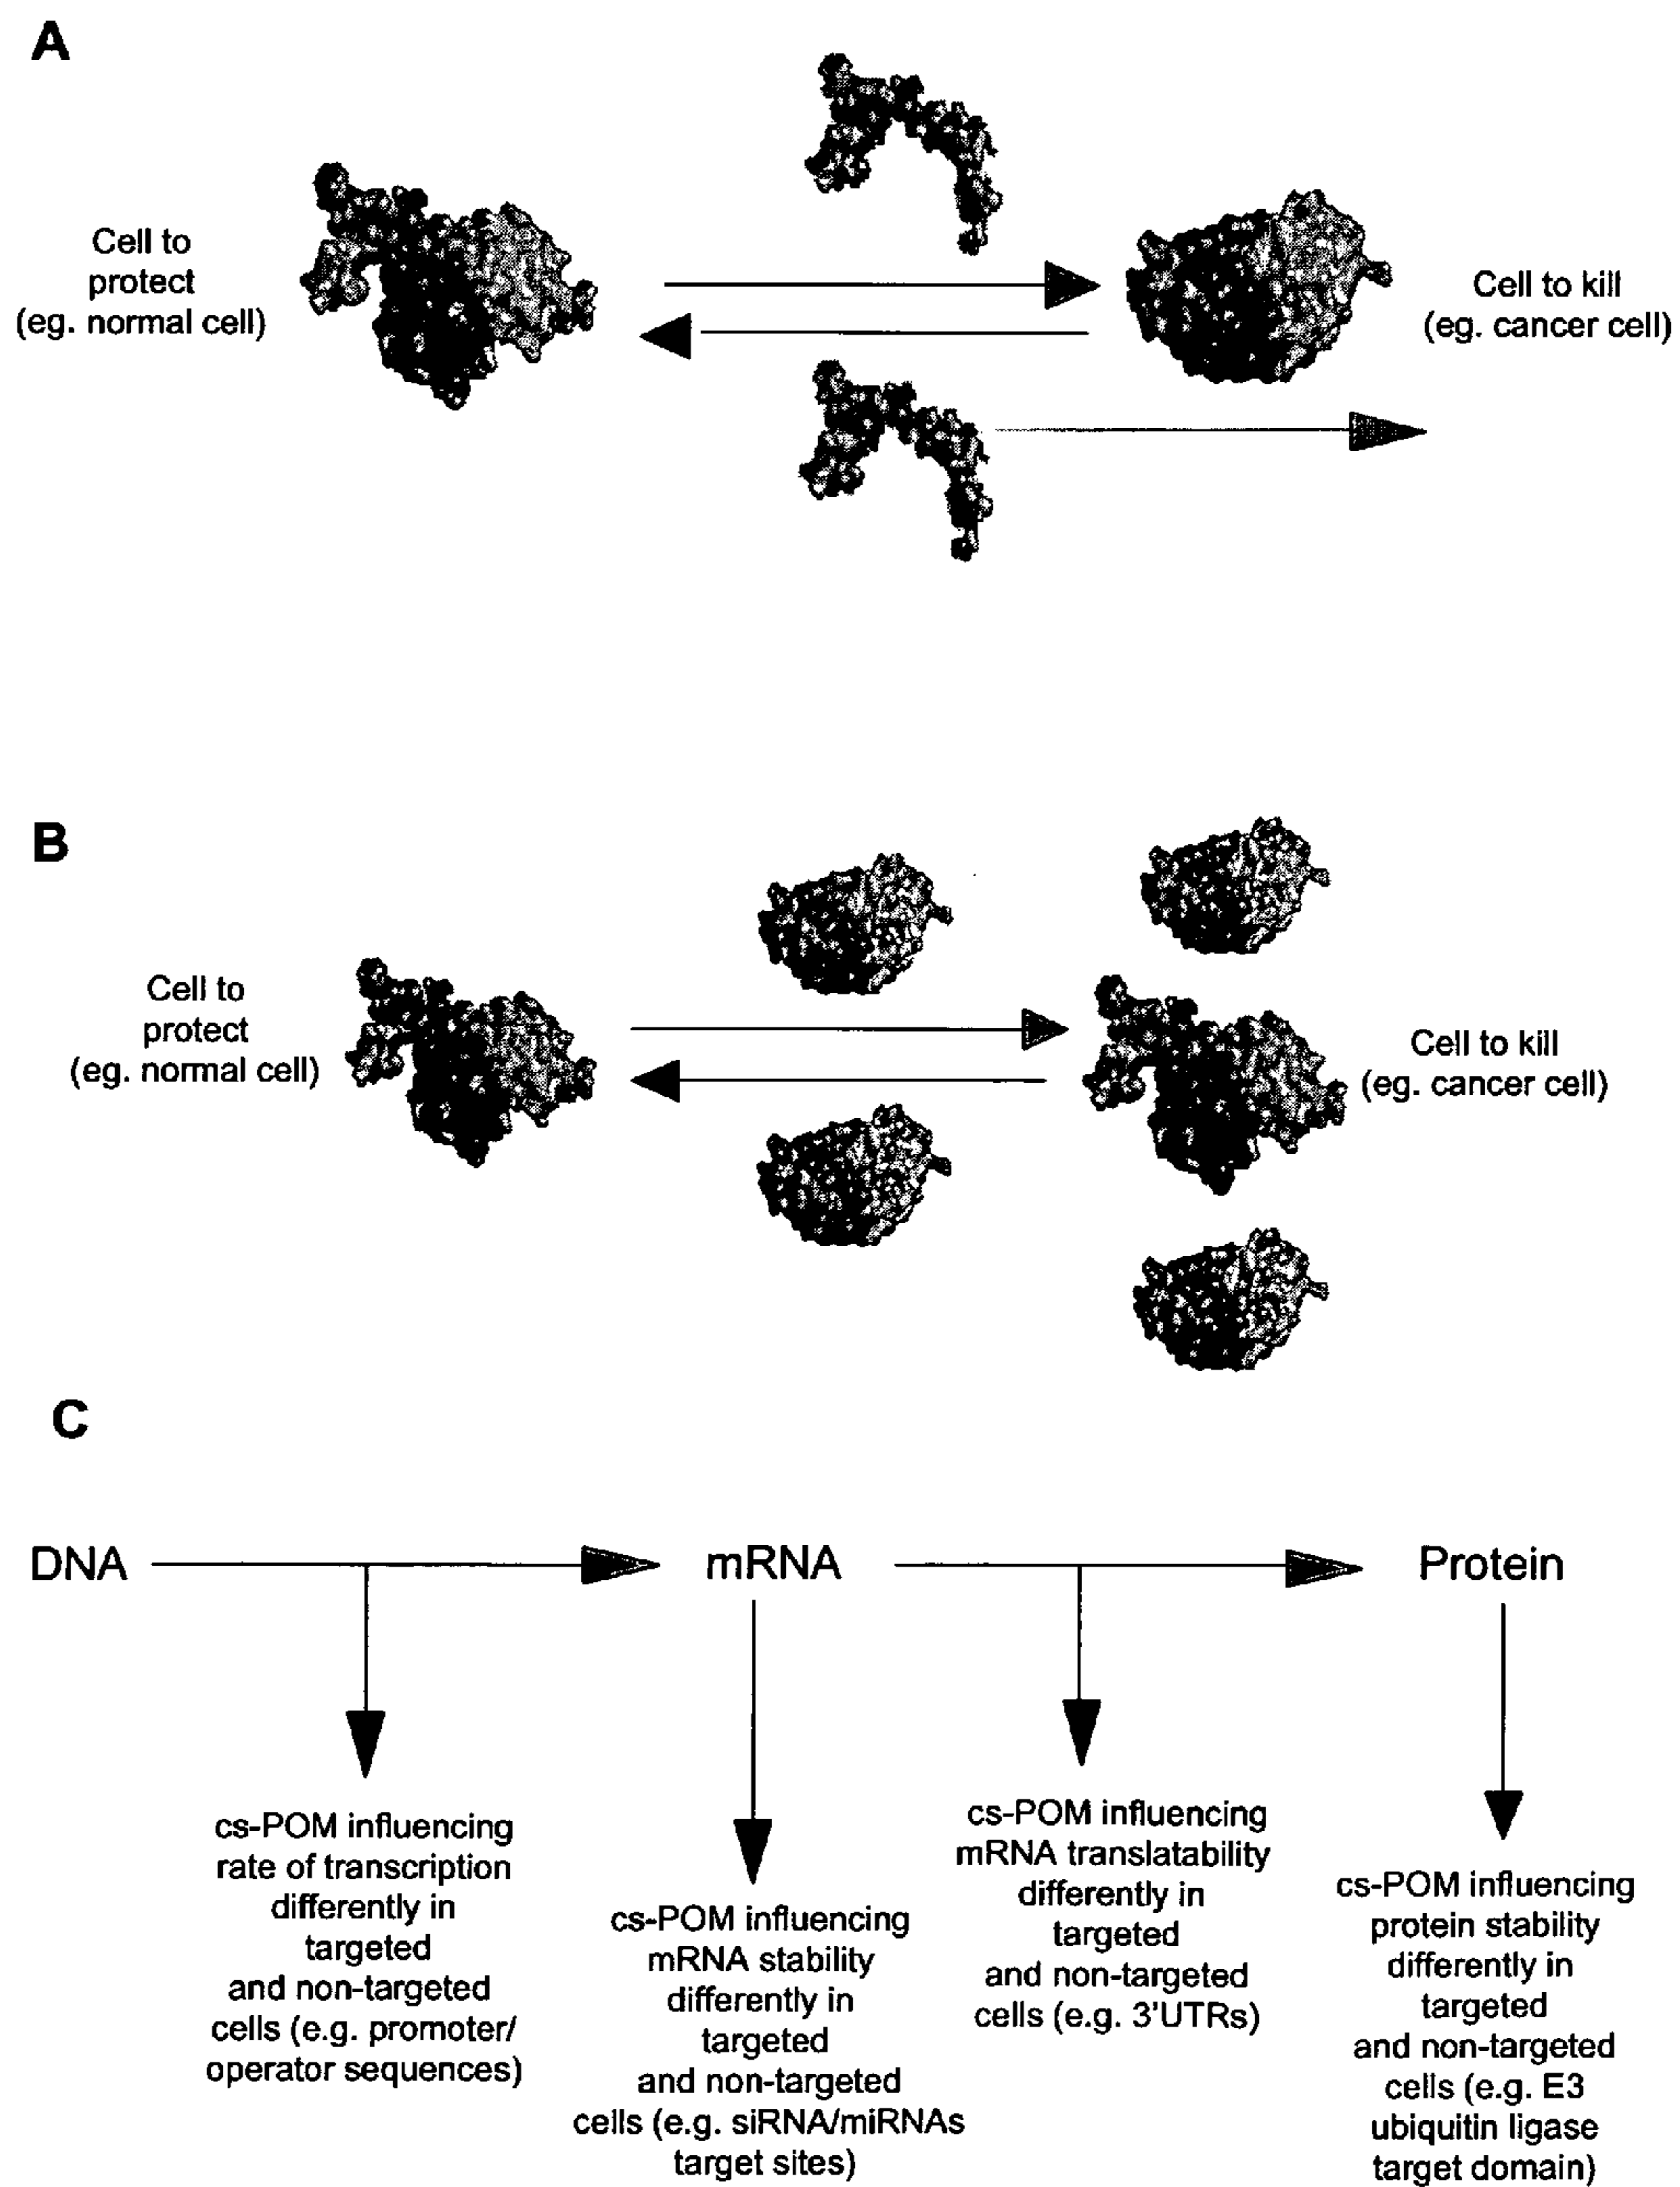 A
Cell to
protect
(eg. normal cell)
Cell to kill
(eg. cancer cell)
B
Cell to
protect
(eg. normal cell)
Cell to kill
(eg. cancer cell)
C
DNA
mRNA
Protein
cs-POM influencing
rate of transcription
differently in
targeted
and non-targeted
cells (e.g. promoter/
operator sequences)
cs-POM influencing
mRNA stability
differently in
targeted
and non-targeted
cells (e.g. siRNA/miRNAs
target sites)
cs-POM influencing
mRNA translatability
differently in
targeted
and non-targeted
cells (e.g. 3'UTRs)
cs-POM influencing
protein stability
differently in
targeted
and non-targeted
cells (e.g. E3
ubiquitin ligase
target domain)